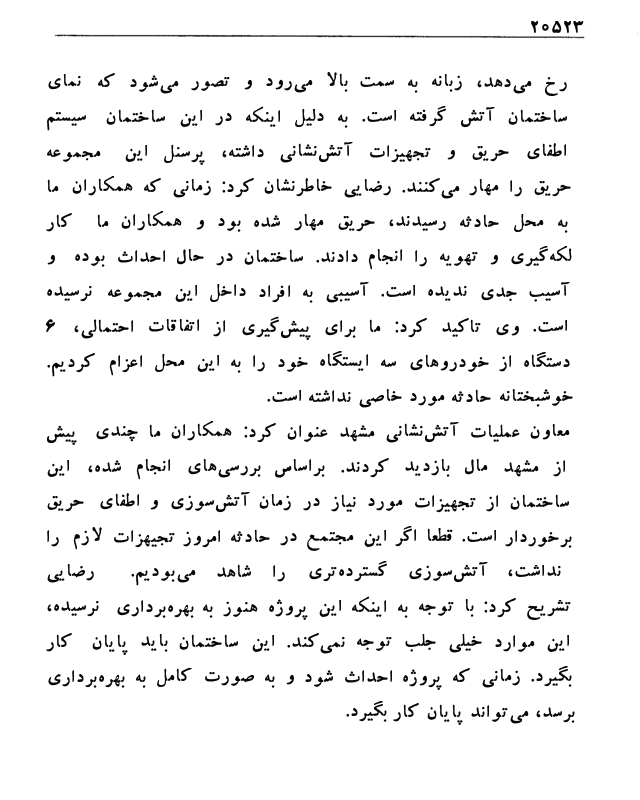 ۲۰۵۲۳
رخ می‌دهد، زبانه به سمت بالا می‌رود و تصور می‌شود که نمای
ساختمان آتش گرفته است. به دلیل اینکه در این ساختمان سیستم
اطفای حریق و تجهیزات آتش‌نشانی داشته، پرسنل این مجموعه
حریق را مهار می‌کنند. رضایی خاطرنشان کرد: زمانی که همکاران ما
به محل حادثه رسیدند، حریق مهار شده بود و همکاران ما کار
لکه‌گیری و تهویه را انجام دادند. ساختمان در حال احداث بوده و
آسیب جدی ندیده است. آسیبی به افراد داخل این مجموعه نرسیده
است. وی تاکید کرد: ما برای پیش‌گیری از اتفاقات احتمالی، ۶
دستگاه از خودروهای سه ایستگاه خود را به این محل اعزام کردیم.
خوشبختانه حادثه مورد خاصی نداشته است.
معاون عملیات آتش‌نشانی مشهد عنوان کرد: همکاران ما چندی پیش
از مشهد مال بازدید کردند. براساس بررسی‌های انجام شده، این
ساختمان از تجهیزات مورد نیاز در زمان آتش‌سوزی و اطفای حریق
برخوردار است. قطعا اگر این مجتمع در حادثه امروز تجیهزات لازم را
نداشت، آتش‌سوزی گسترده‌تری را شاهد می‌بودیم. رضایی
تشریح کرد: با توجه به اینکه این پروژه هنوز به بهره‌برداری نرسیده،
این موارد خیلی جلب توجه نمی‌کند. این ساختمان باید پایان کار
بگیرد. زمانی که پروژه احداث شود و به صورت کامل به بهره‌برداری
برسد، می‌تواند پایان کار بگیرد.